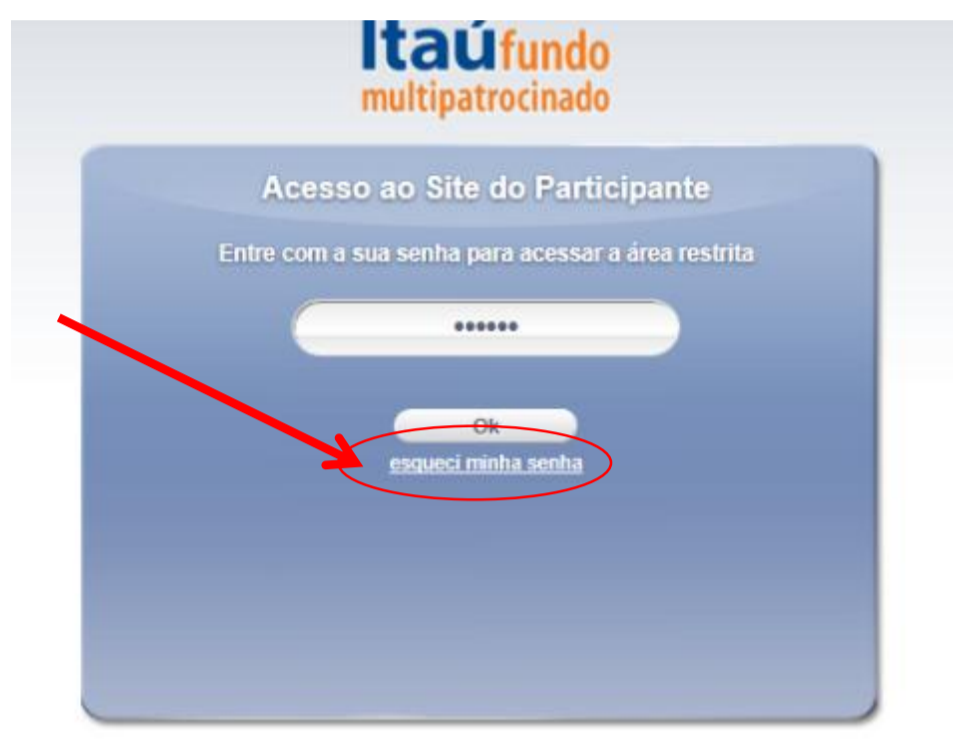 Itaú fundo
multipatrocinado
Acesso ao Site do Participante
Entre com a sua senha para acessar a área restrita
••••••
Ok
esqueci minha senha